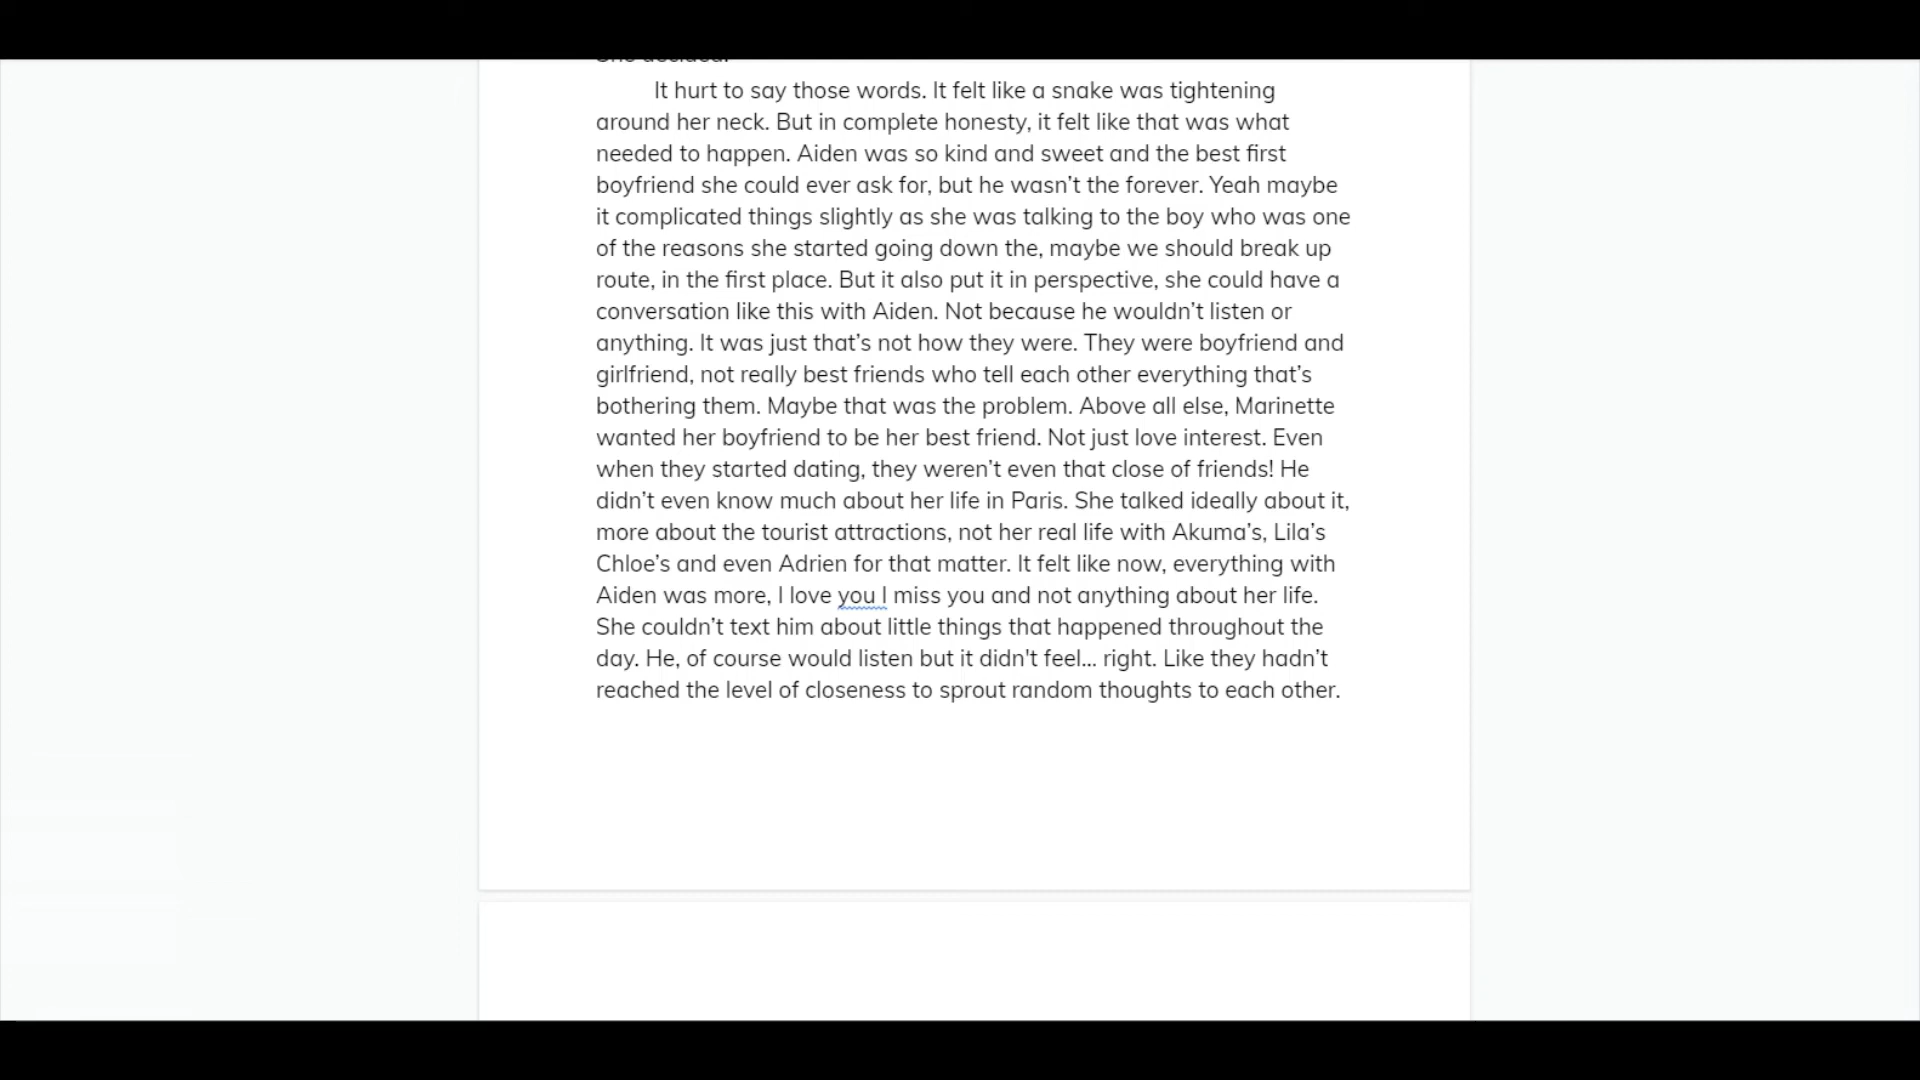 She decided.
It hurt to say those words. It felt like a snake was tightening
around her neck. But in complete honesty, it felt like that was what
needed to happen. Aiden was so kind and sweet and the best first
boyfriend she could ever ask for, but he wasn’t the forever. Yeah maybe
it complicated things slightly as she was talking to the boy who was one
of the reasons she started going down the, maybe we should break up
route, in the first place. But it also put it in perspective, she could have a
conversation like this with Aiden. Not because he wouldn’t listen or
anything. It was just that’s not how they were. They were boyfriend and
girlfriend, not really best friends who tell each other everything that’s
bothering them. Maybe that was the problem. Above all else, Marinette
wanted her boyfriend to be her best friend. Not just love interest. Even
when they started dating, they weren’t even that close of friends! He
didn’t even know much about her life in Paris. She talked ideally about it,
more about the tourist attractions, not her real life with Akuma’s, Lila’s
Chloe’s and even Adrien for that matter. It felt like now, everything with
Aiden was more, I love you I miss you and not anything about her life.
She couldn’t text him about little things that happened throughout the
day. He, of course would listen but it didn't feel... right. Like they hadn’t
reached the level of closeness to sprout random thoughts to each other.